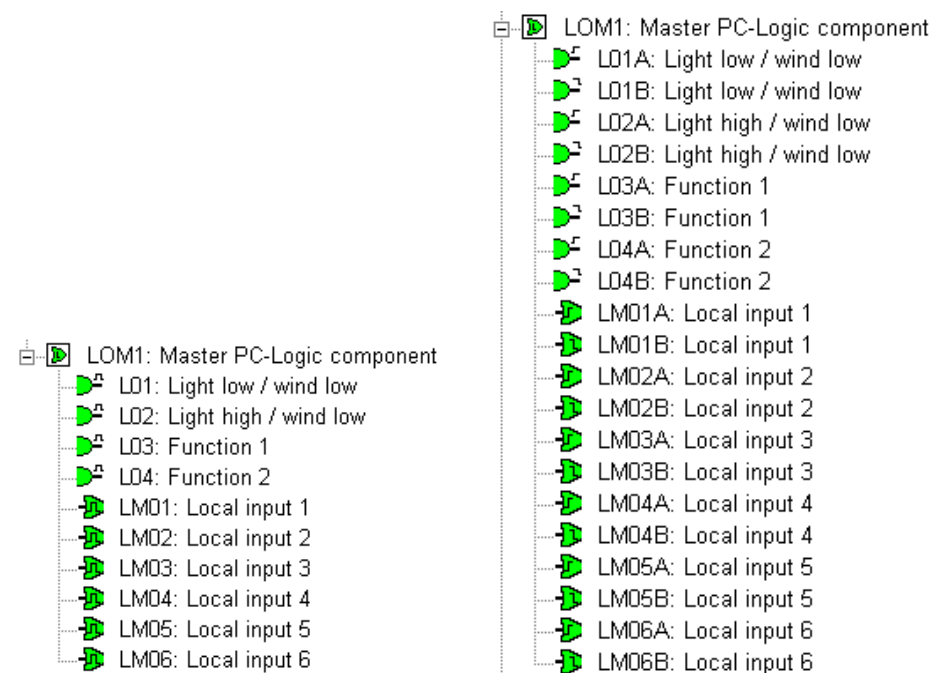 LOM1: Master PC-Logic component
L01: Light low / wind low
L02: Light high / wind low
L03: Function 1
L04: Function 2
LM01: Local input 1
LM02: Local input 2
LM03: Local input 3
LM04: Local input 4
LM05: Local input 5
LM06: Local input 6
LOM1: Master PC-Logic component
L01A: Light low / wind low
L01B: Light low / wind low
L02A: Light high / wind low
L02B: Light high / wind low
L03A: Function 1
L03B: Function 1
L04A: Function 2
L04B: Function 2
LM01A: Local input 1
LM01B: Local input 1
LM02A: Local input 2
LM02B: Local input 2
LM03A: Local input 3
LM03B: Local input 3
LM04A: Local input 4
LM04B: Local input 4
LM05A: Local input 5
LM05B: Local input 5
LM06A: Local input 6
LM06B: Local input 6